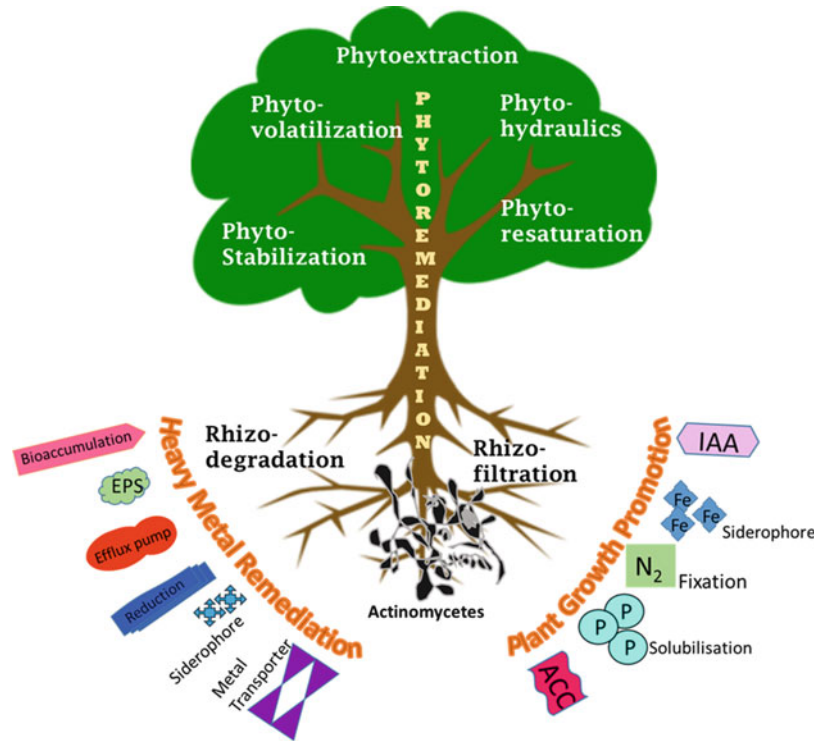 Phytoextraction
Phyto-
volatilization
Phyto-
hydraulics
Phyto-
Stabilization
Phyto-
resaturation
PHYTOREMEDIATION
Rhizo-
degradation
Rhizo-
filtration
Actinomycetes
Heavy Metal Remediation
Bioaccumulation
EPS
Efflux pump
Reduction
Siderophore
Metal
Transporter
Plant Growth Promotion
IAA
Fe
Fe
Fe
Siderophore
N₂
Fixation
P
P
P
Solubilisation
ACC